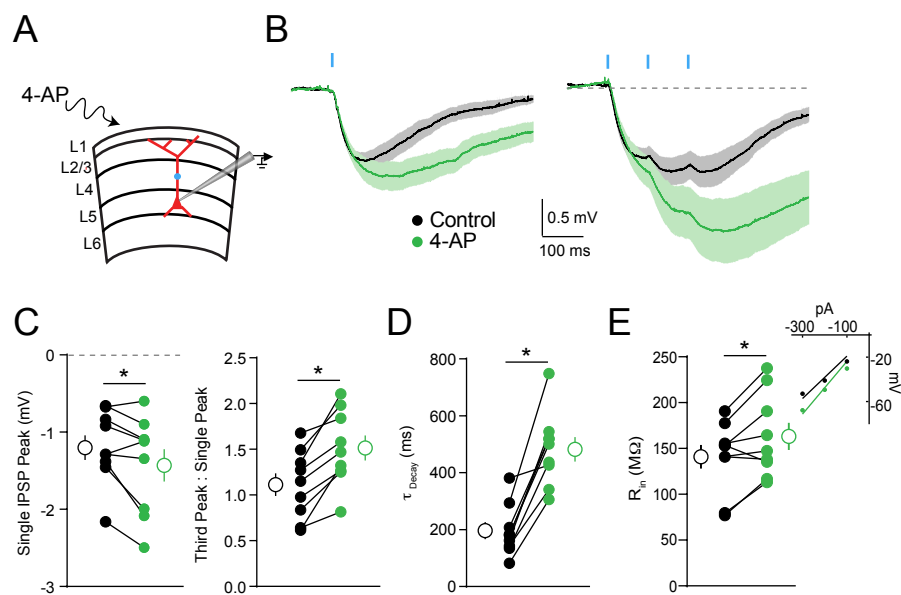 A
4-AP
L1
L2/3
L4
L5
L6
B
Control
4-AP
0.5 mV
100 ms
C
Single IPSP Peak (mV)
0
-1
-2
-3
*
Third Peak : Single Peak
2.5
2.0
1.5
1.0
0.5
0.0
*
D
τ Decay (ms)
800
600
400
200
0
*
E
Rin (MΩ)
250
200
150
100
50
0
*
pA
-300
-100
-20
-60
mV